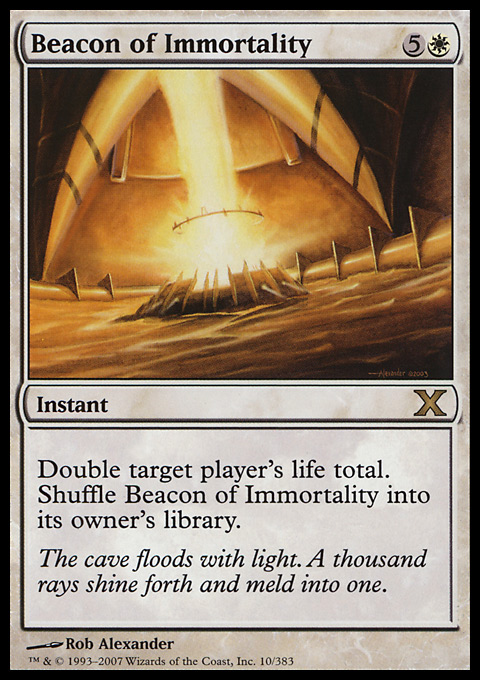 Beacon of Immortality 5
Alexander ©2003
Instant X
Double target player's life total.
Shuffle Beacon of Immortality into
its owner's library.
The cave floods with light. A thousand
rays shine forth and meld into one.
Rob Alexander
™ & © 1993–2007 Wizards of the Coast, Inc. 10/383